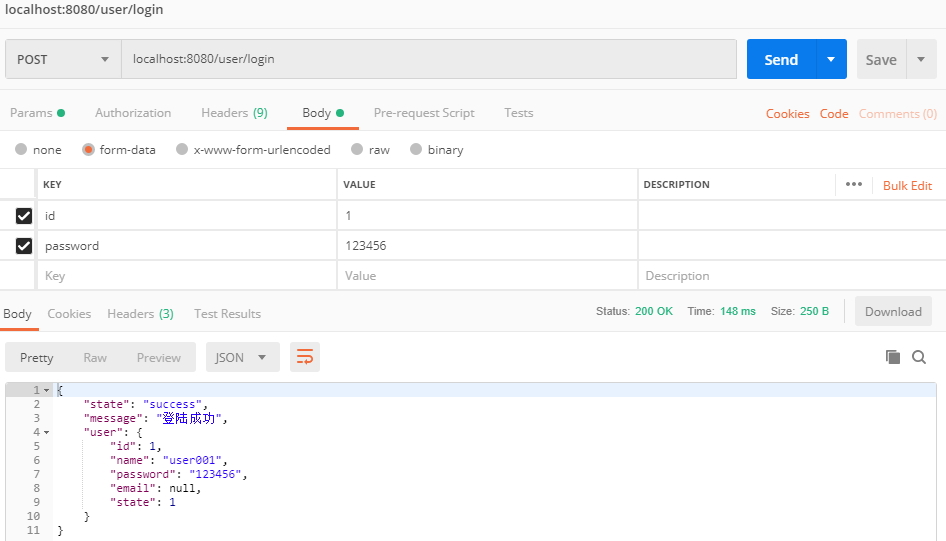 localhost:8080/user/login
POST localhost:8080/user/login Send Save
Params Authorization Headers (9) Body Pre-request Script Tests Cookies Code Comments (0)
none form-data x-www-form-urlencoded raw binary
KEY VALUE DESCRIPTION ••• Bulk Edit
id 1
password 123456
Key Value Description
Body Cookies Headers (3) Test Results Status: 200 OK Time: 148 ms Size: 250 B Download
Pretty Raw Preview JSON
1 {
2 "state": "success",
3 "message": "登陆成功",
4 "user": {
5 "id": 1,
6 "name": "user001",
7 "password": "123456",
8 "email": null,
9 "state": 1
10 }
11 }